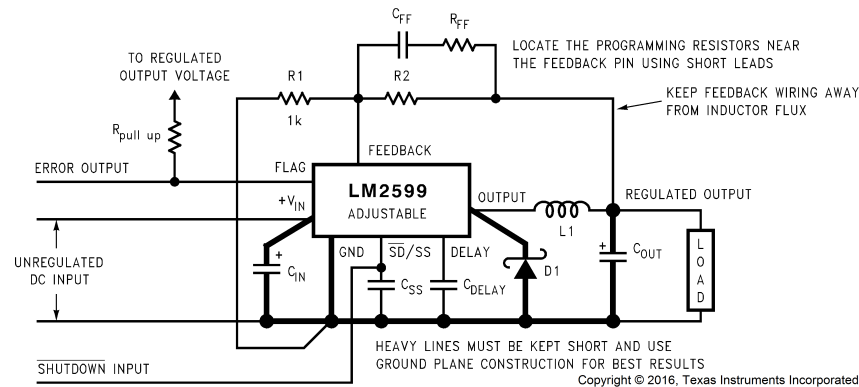 C_FF
R_FF
LOCATE THE PROGRAMMING RESISTORS NEAR
THE FEEDBACK PIN USING SHORT LEADS
TO REGULATED
OUTPUT VOLTAGE
R1
R2
KEEP FEEDBACK WIRING AWAY
FROM INDUCTOR FLUX
1k
R_pull up
FEEDBACK
ERROR OUTPUT
FLAG
LM2599
ADJUSTABLE
+V_IN
OUTPUT
REGULATED OUTPUT
L1
GND
S̅D̅/SS
DELAY
UNREGULATED
DC INPUT
+
C_IN
C_SS
C_DELAY
D1
+
C_OUT
LOAD
HEAVY LINES MUST BE KEPT SHORT AND USE
GROUND PLANE CONSTRUCTION FOR BEST RESULTS
S̅H̅U̅T̅D̅O̅W̅N̅ INPUT
Copyright © 2016, Texas Instruments Incorporated